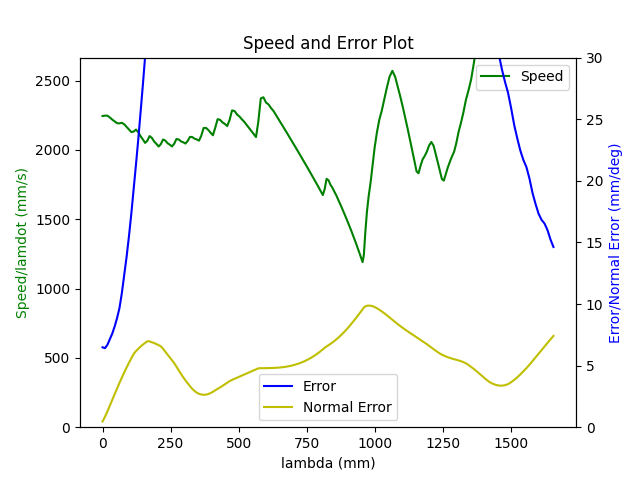 Speed and Error Plot
Speed
2500
2000
1500
1000
500
0
Speed/lamdot (mm/s)
30
25
20
15
10
5
0
Error/Normal Error (mm/deg)
Error
Normal Error
0 250 500 750 1000 1250 1500
lambda (mm)